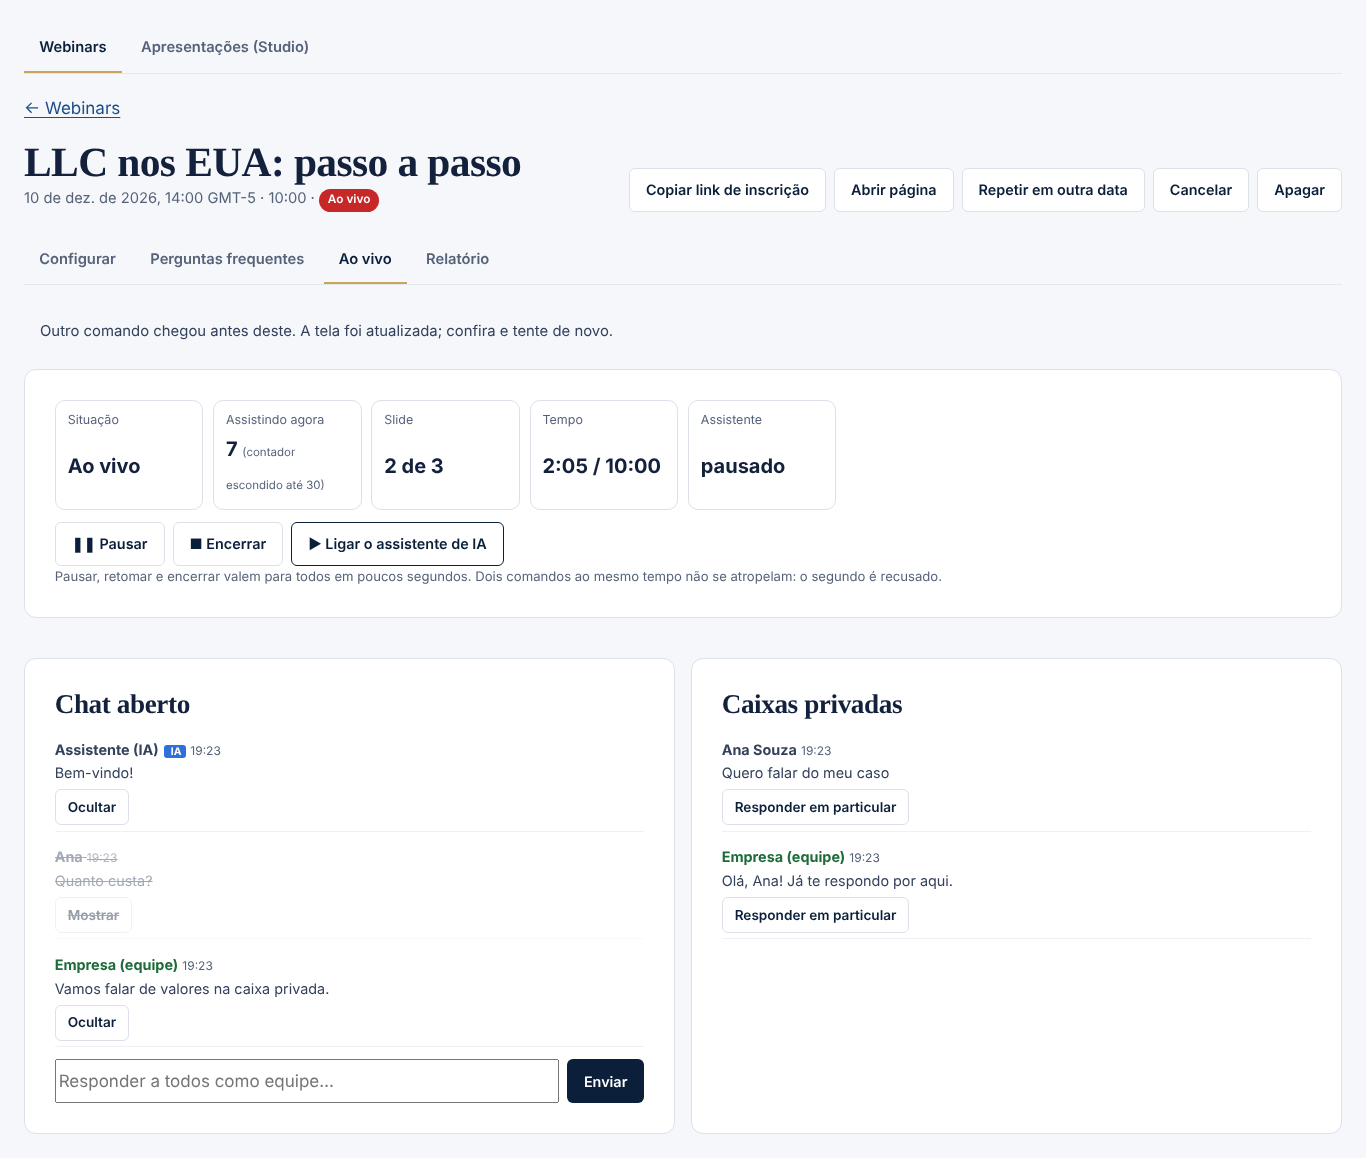 Webinars
Apresentações (Studio)
← Webinars
LLC nos EUA: passo a passo
10 de dez. de 2026, 14:00 GMT-5 · 10:00 · Ao vivo
Copiar link de inscrição
Abrir página
Repetir em outra data
Cancelar
Apagar
Configurar
Perguntas frequentes
Ao vivo
Relatório
Outro comando chegou antes deste. A tela foi atualizada; confira e tente de novo.
Situação
Ao vivo
Assistindo agora
7 (contador
escondido até 30)
Slide
2 de 3
Tempo
2:05 / 10:00
Assistente
pausado
❚❚ Pausar
■ Encerrar
▶ Ligar o assistente de IA
Pausar, retomar e encerrar valem para todos em poucos segundos. Dois comandos ao mesmo tempo não se atropelam: o segundo é recusado.
Chat aberto
Assistente (IA) IA 19:23
Bem-vindo!
Ocultar
Ana 19:23
Quanto custa?
Mostrar
Empresa (equipe) 19:23
Vamos falar de valores na caixa privada.
Ocultar
Responder a todos como equipe...
Enviar
Caixas privadas
Ana Souza 19:23
Quero falar do meu caso
Responder em particular
Empresa (equipe) 19:23
Olá, Ana! Já te respondo por aqui.
Responder em particular